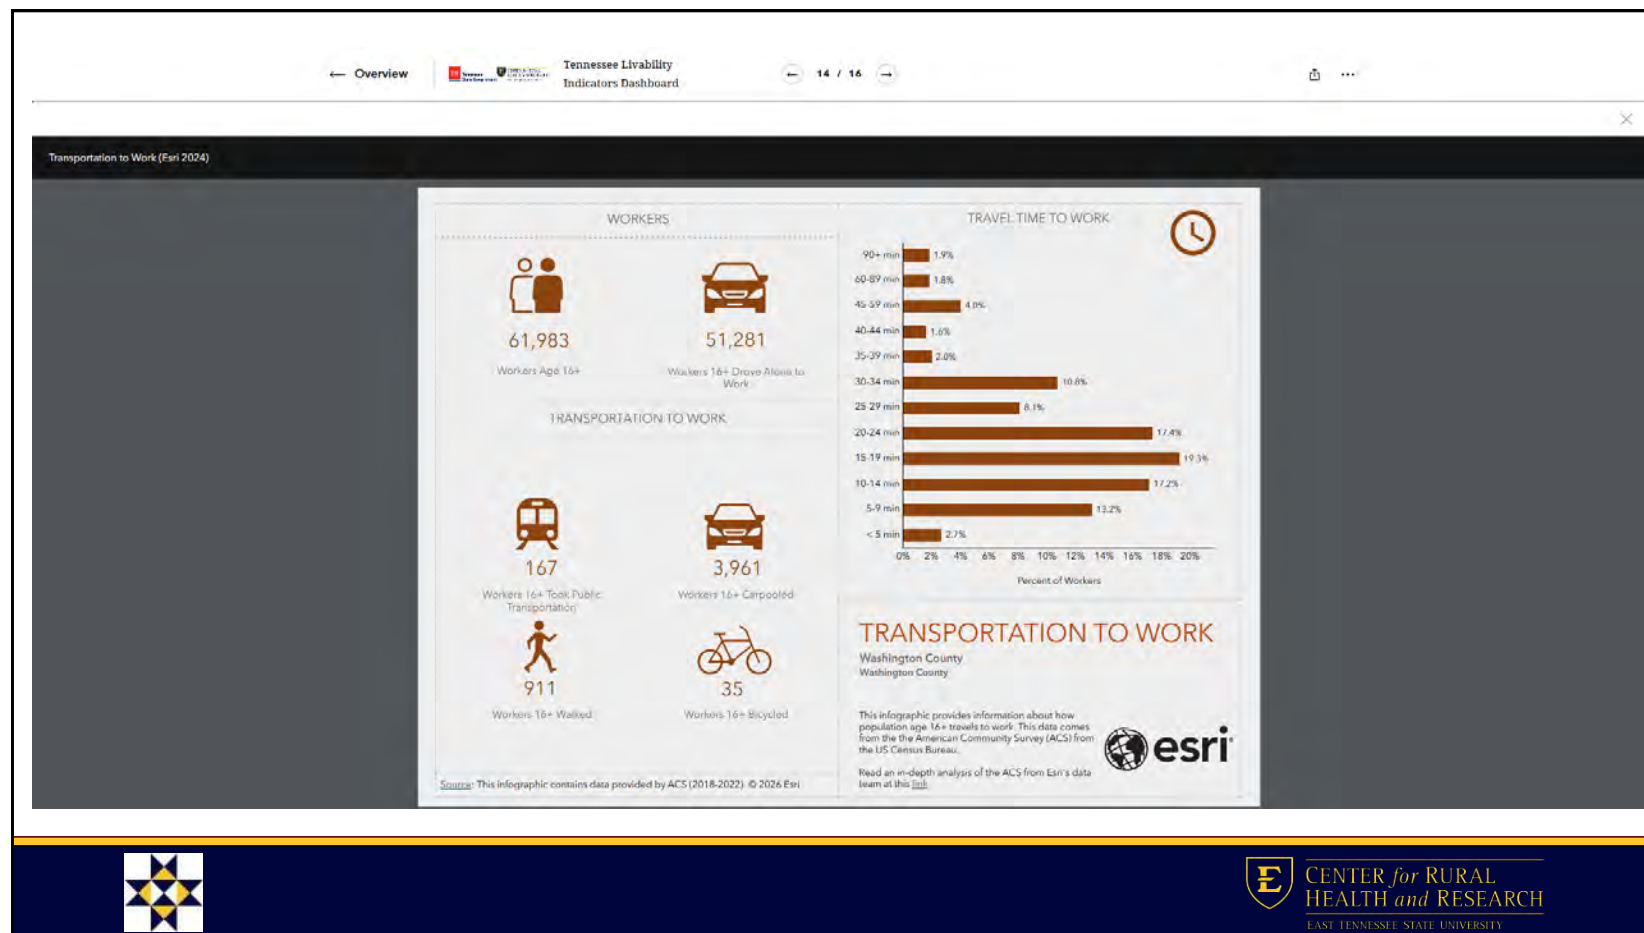 ← Overview
Tennessee Livability
Indicators Dashboard
← 14 / 16 →
Transportation to Work (Esri 2024)
WORKERS
61,983
Workers Age 16+
51,281
Workers 16+ Drove Alone to
Work
TRANSPORTATION TO WORK
167
Workers 16+ Took Public
Transportation
3,961
Workers 16+ Carpooled
911
Workers 16+ Walked
35
Workers 16+ Bicycled
Source: This infographic contains data provided by ACS (2018-2022) © 2026 Esri
TRAVEL TIME TO WORK
90+ min 1.9%
60-89 min 1.8%
45-59 min 4.0%
40-44 min 1.6%
35-39 min 2.0%
30-34 min 10.8%
25-29 min 8.1%
20-24 min 17.4%
15-19 min 19.3%
10-14 min 17.2%
5-9 min 13.2%
< 5 min 2.7%
0% 2% 4% 6% 8% 10% 12% 14% 16% 18% 20%
Percent of Workers
TRANSPORTATION TO WORK
Washington County
Washington County
This infographic provides information about how
population age 16+ travels to work. This data comes
from the the American Community Survey (ACS) from
the US Census Bureau.
Read an in-depth analysis of the ACS from Esri's data
team at this link
esri
E
CENTER for RURAL
HEALTH and RESEARCH
EAST TENNESSEE STATE UNIVERSITY